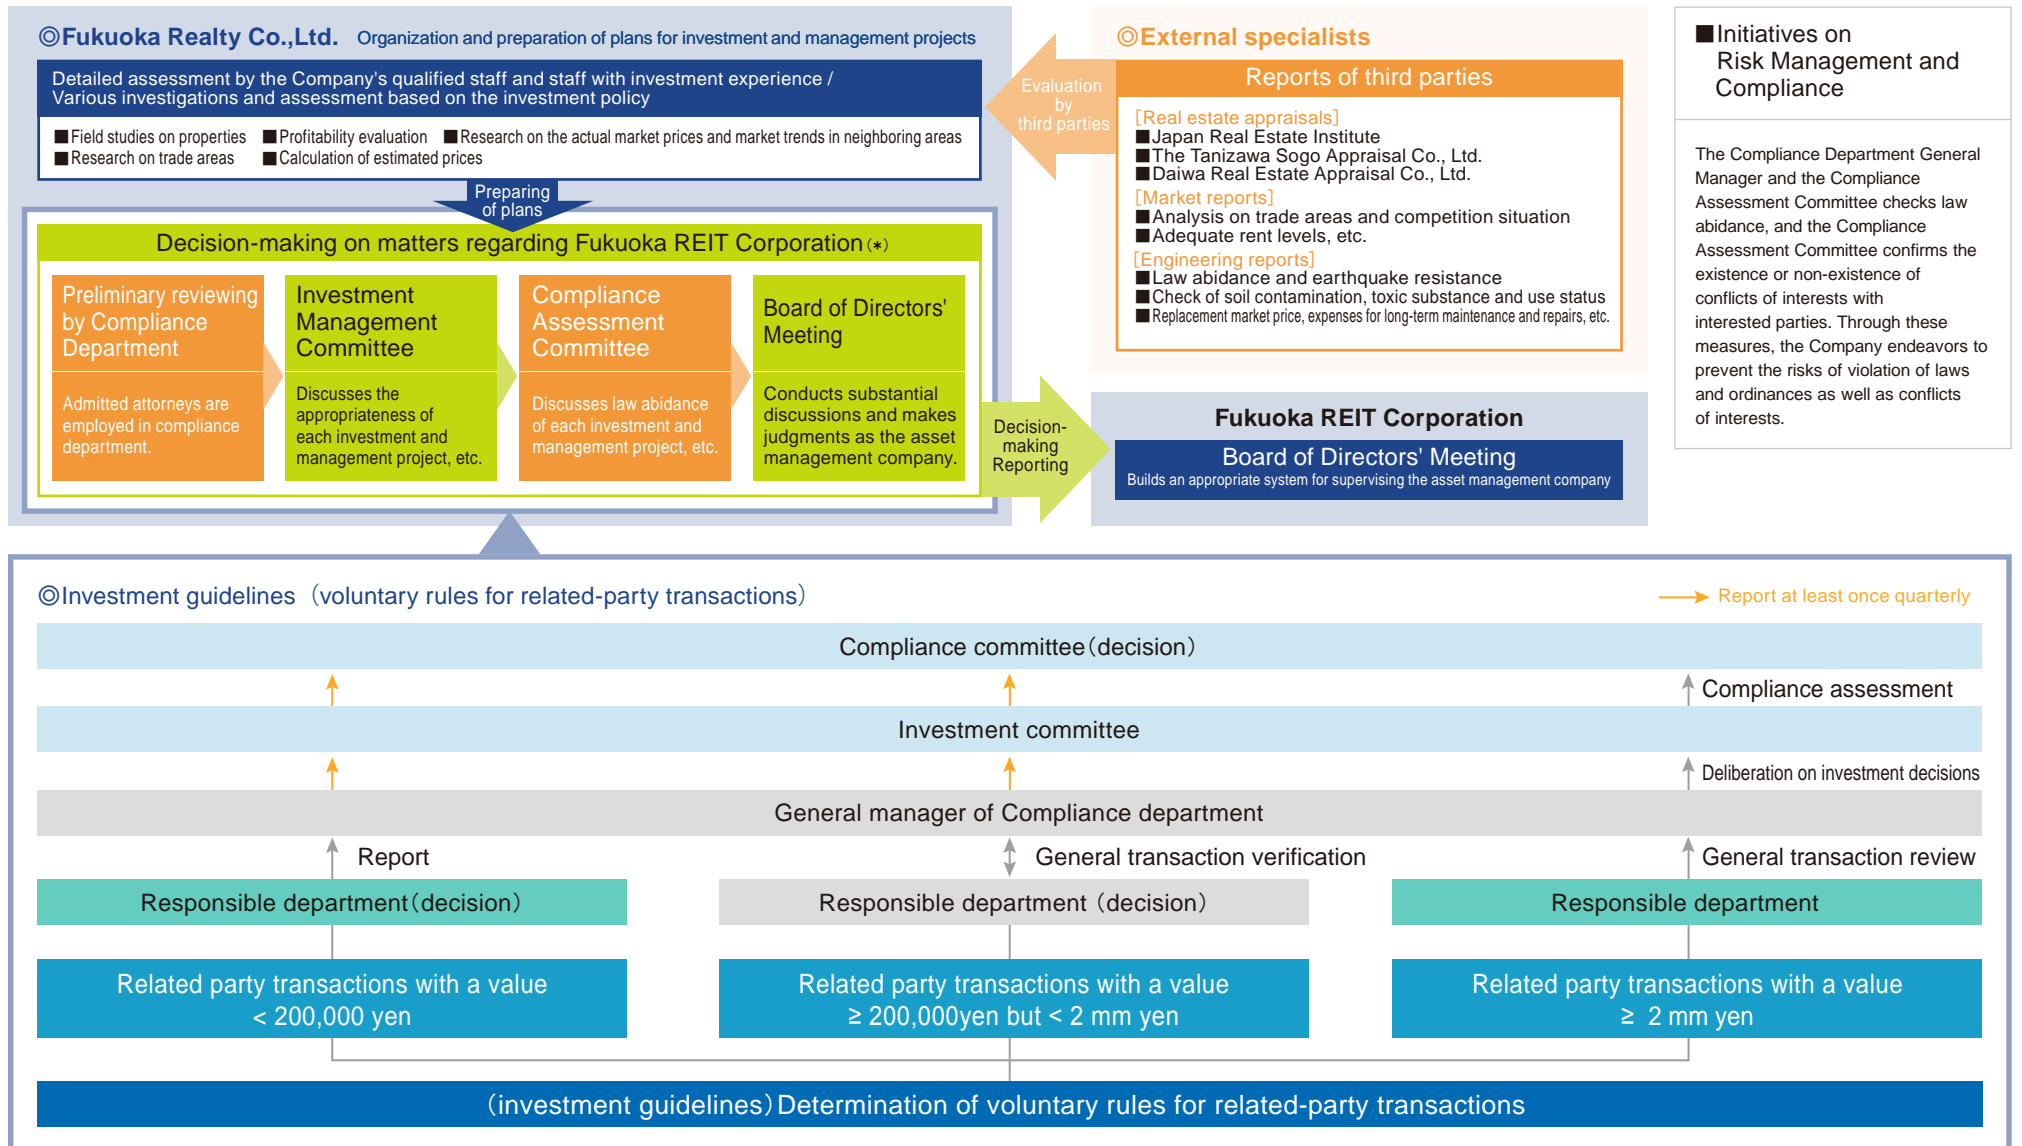 ◎Fukuoka Realty Co.,Ltd. Organization and preparation of plans for investment and management projects
Detailed assessment by the Company's qualified staff and staff with investment experience /
Various investigations and assessment based on the investment policy
■Field studies on properties ■Profitability evaluation ■Research on the actual market prices and market trends in neighboring areas
■Research on trade areas ■Calculation of estimated prices
Preparing
of plans
Decision-making on matters regarding Fukuoka REIT Corporation(*)
Preliminary reviewing
by Compliance
Department
Admitted attorneys are
employed in compliance
department.
Investment
Management
Committee
Discusses the
appropriateness of
each investment and
management project, etc.
Compliance
Assessment
Committee
Discusses law abidance
of each investment and
management project, etc.
Board of Directors'
Meeting
Conducts substantial
discussions and makes
judgments as the asset
management company.
Evaluation
by
third parties
◎External specialists
Reports of third parties
[Real estate appraisals]
■Japan Real Estate Institute
■The Tanizawa Sogo Appraisal Co., Ltd.
■Daiwa Real Estate Appraisal Co., Ltd.
[Market reports]
■Analysis on trade areas and competition situation
■Adequate rent levels, etc.
[Engineering reports]
■Law abidance and earthquake resistance
■Check of soil contamination, toxic substance and use status
■Replacement market price, expenses for long-term maintenance and repairs, etc.
Decision-
making
Reporting
Fukuoka REIT Corporation
Board of Directors' Meeting
Builds an appropriate system for supervising the asset management company
■Initiatives on
Risk Management and
Compliance
The Compliance Department General
Manager and the Compliance
Assessment Committee checks law
abidance, and the Compliance
Assessment Committee confirms the
existence or non-existence of
conflicts of interests with
interested parties. Through these
measures, the Company endeavors to
prevent the risks of violation of laws
and ordinances as well as conflicts
of interests.
◎Investment guidelines（voluntary rules for related-party transactions）
Report at least once quarterly
Compliance committee（decision）
Compliance assessment
Investment committee
Deliberation on investment decisions
General manager of Compliance department
Report
General transaction verification
General transaction review
Responsible department（decision）
Responsible department（decision）
Responsible department
Related party transactions with a value
< 200,000 yen
Related party transactions with a value
≥ 200,000yen but < 2 mm yen
Related party transactions with a value
≥ 2 mm yen
（investment guidelines）Determination of voluntary rules for related-party transactions